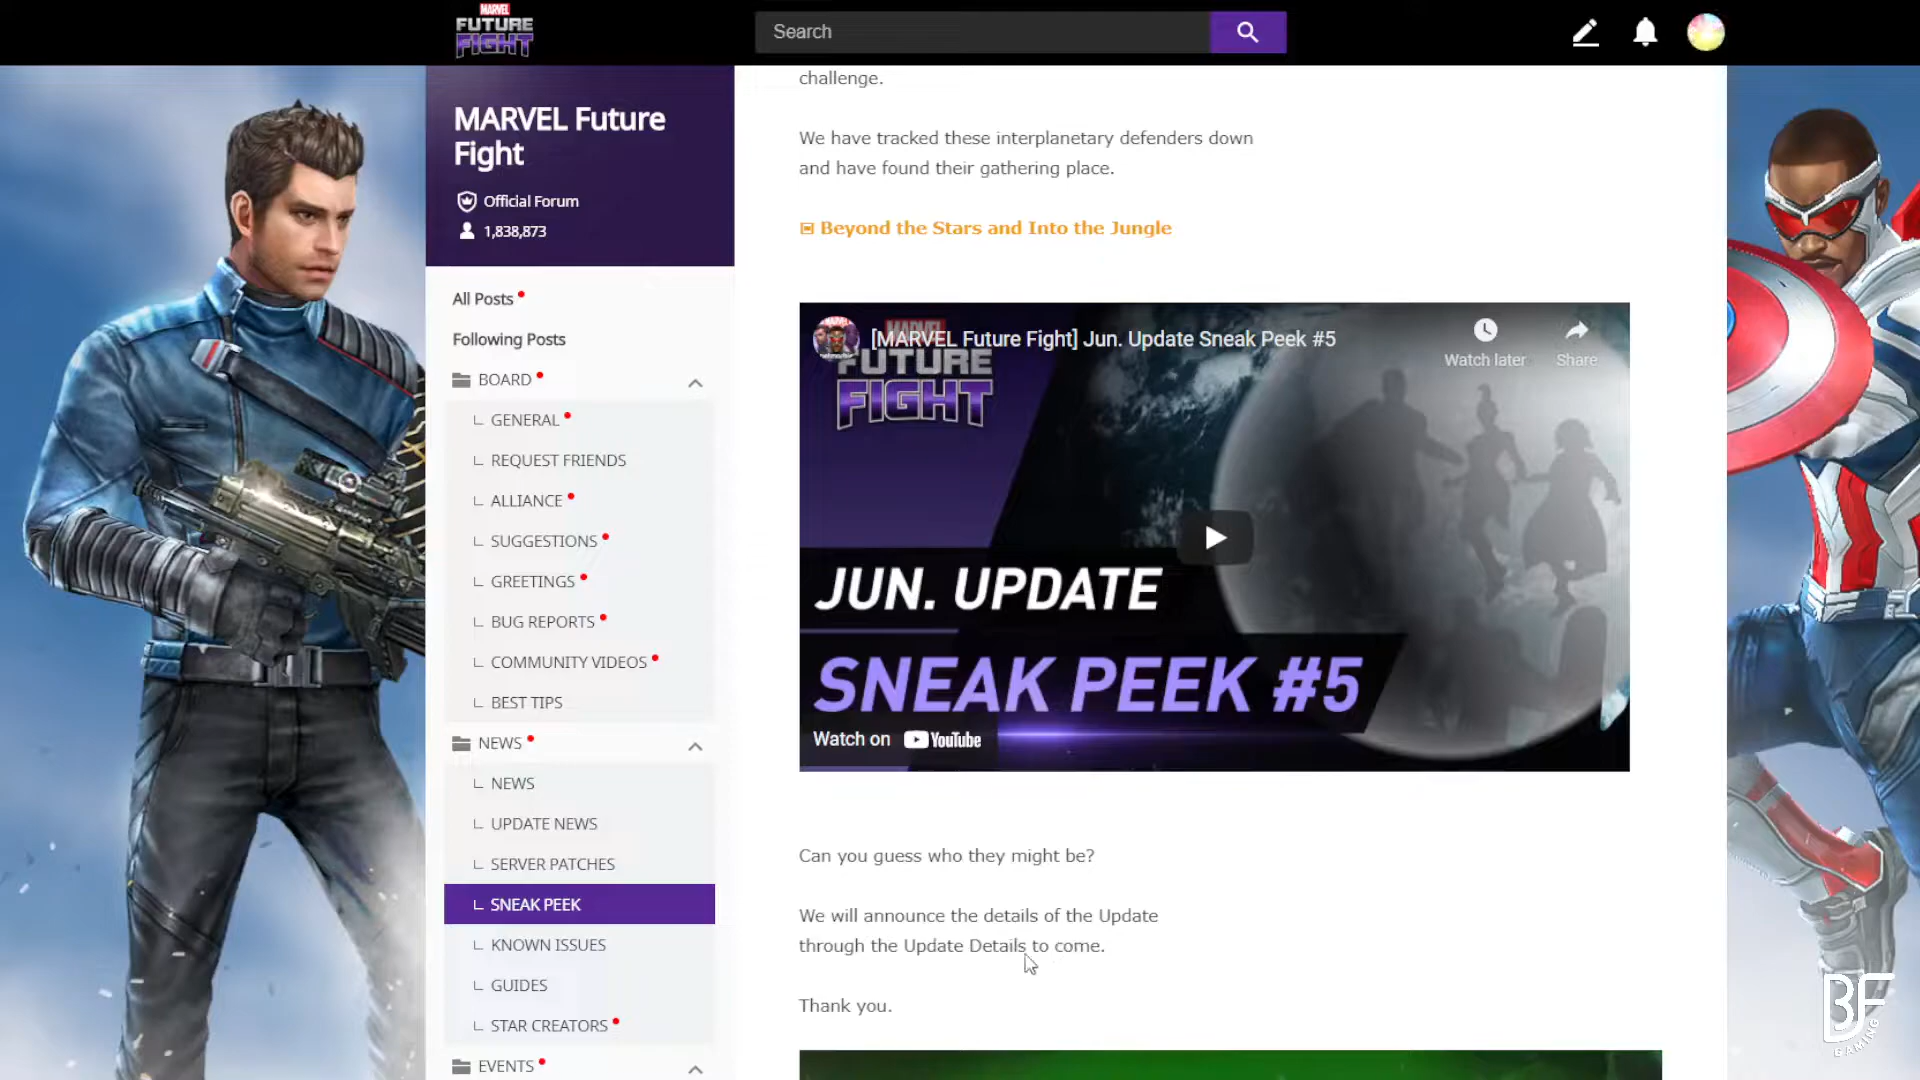 MARVEL
FUTURE
FIGHT
Search
MARVEL Future
Fight
Official Forum
1,838,873
All Posts
Following Posts
BOARD
GENERAL
REQUEST FRIENDS
ALLIANCE
SUGGESTIONS
GREETINGS
BUG REPORTS
COMMUNITY VIDEOS
BEST TIPS
NEWS
NEWS
UPDATE NEWS
SERVER PATCHES
SNEAK PEEK
KNOWN ISSUES
GUIDES
STAR CREATORS
EVENTS
challenge.
We have tracked these interplanetary defenders down
and have found their gathering place.
▣ Beyond the Stars and Into the Jungle
[MARVEL Future Fight] Jun. Update Sneak Peek #5
Watch later
Share
MARVEL
FUTURE
FIGHT
JUN. UPDATE
SNEAK PEEK #5
Watch on YouTube
Can you guess who they might be?
We will announce the details of the Update
through the Update Details to come.
Thank you.
BF
GAMING